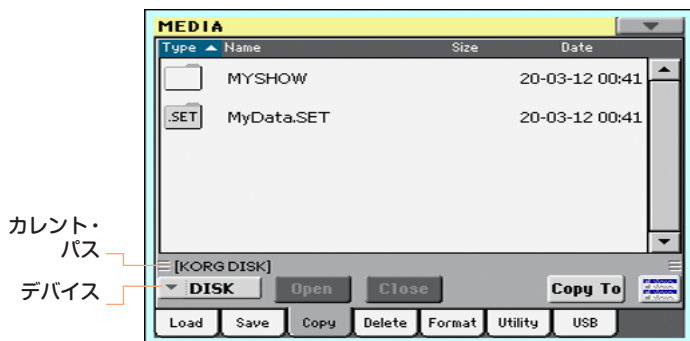 MEDIA
Type Name Size Date
MYSHOW 20-03-12 00:41
.SET MyData.SET 20-03-12 00:41
カレント・
パス
[KORG DISK]
デバイス
DISK Open Close Copy To
Load Save Copy Delete Format Utility USB